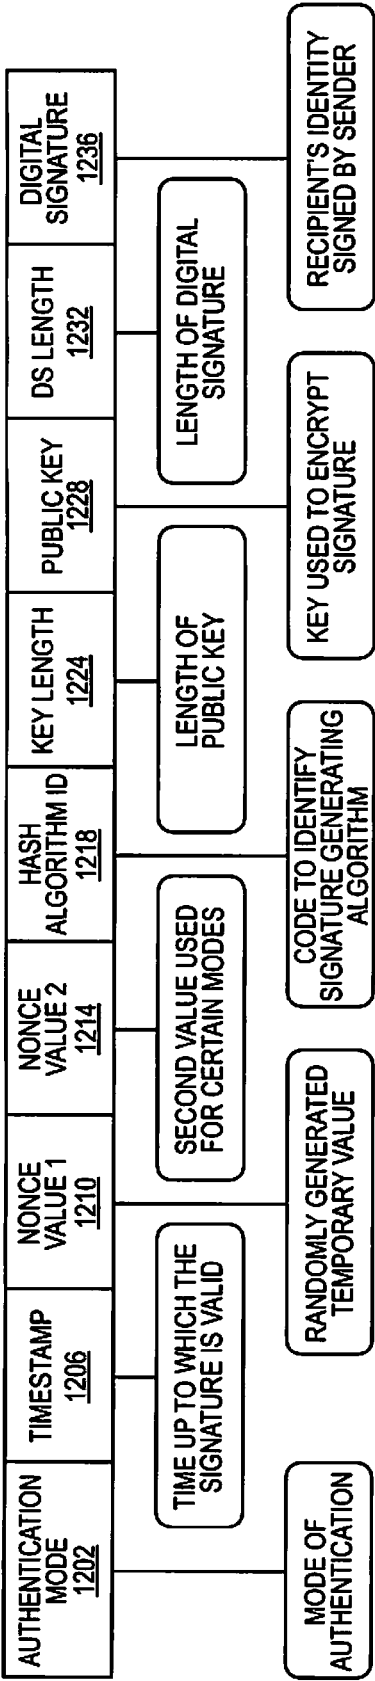 AUTHENTICATION
MODE
1202
TIMESTAMP
1206
NONCE
VALUE 1
1210
NONCE
VALUE 2
1214
HASH
ALGORITHM ID
1218
KEY LENGTH
1224
PUBLIC KEY
1228
DS LENGTH
1232
DIGITAL
SIGNATURE
1236
TIME UP TO WHICH THE
SIGNATURE IS VALID
SECOND VALUE USED
FOR CERTAIN MODES
LENGTH OF
PUBLIC KEY
LENGTH OF DIGITAL
SIGNATURE
MODE OF
AUTHENTICATION
RANDOMLY GENERATED
TEMPORARY VALUE
CODE TO IDENTIFY
SIGNATURE GENERATING
ALGORITHM
KEY USED TO ENCRYPT
SIGNATURE
RECIPIENT'S IDENTITY
SIGNED BY SENDER